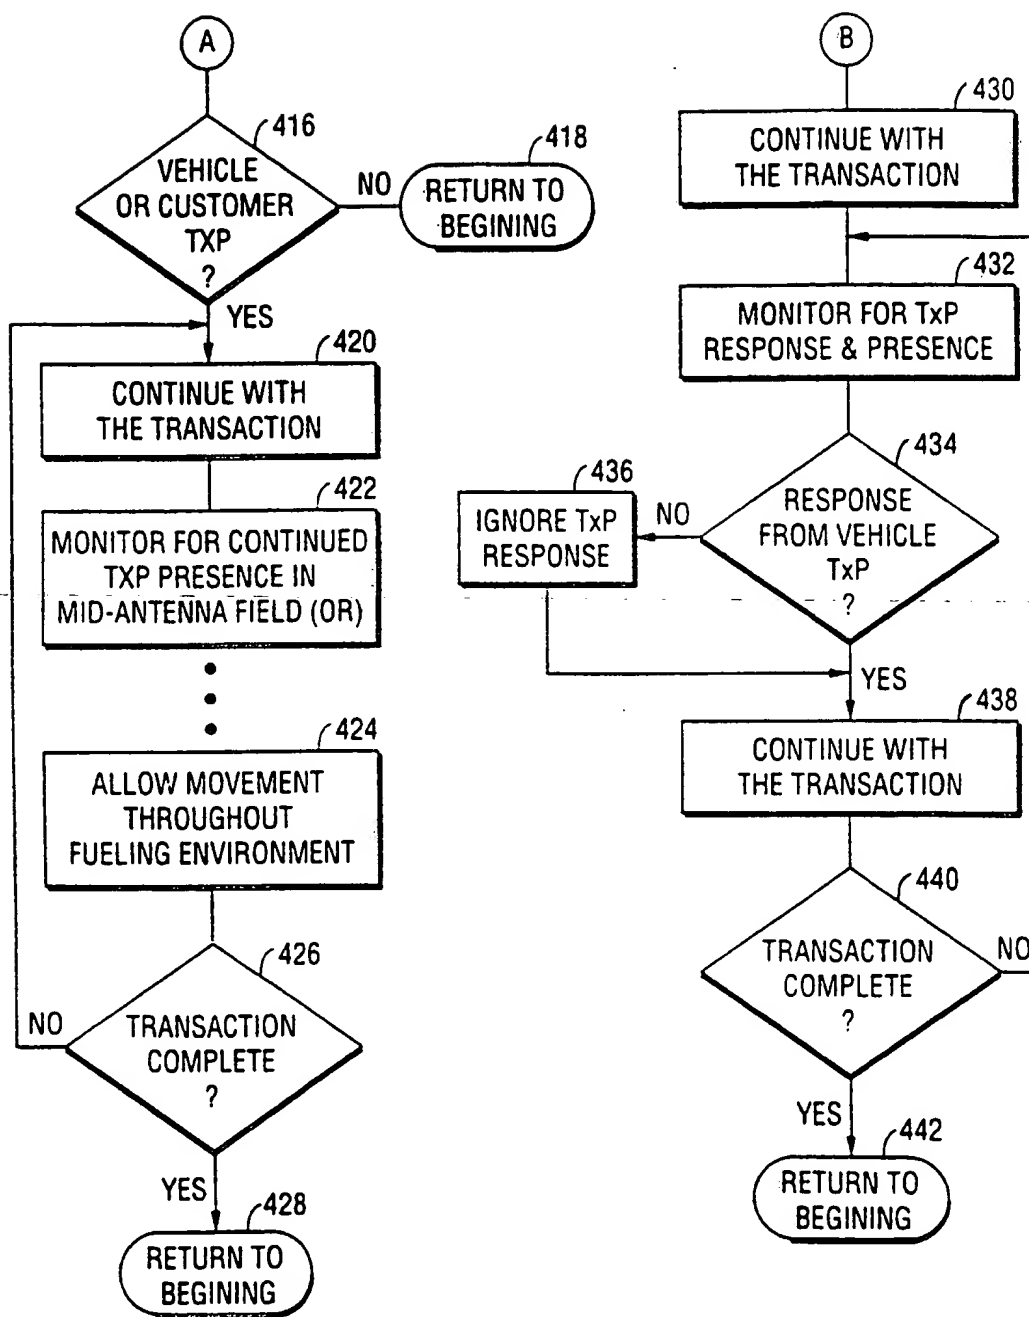 A
416
VEHICLE
OR CUSTOMER
TXP
?
NO
418
RETURN TO
BEGINING
YES
420
CONTINUE WITH
THE TRANSACTION
422
MONITOR FOR CONTINUED
TXP PRESENCE IN
MID-ANTENNA FIELD (OR)
424
ALLOW MOVEMENT
THROUGHOUT
FUELING ENVIRONMENT
426
TRANSACTION
COMPLETE
?
NO
YES
428
RETURN TO
BEGINING
B
430
CONTINUE WITH
THE TRANSACTION
432
MONITOR FOR TxP
RESPONSE & PRESENCE
434
RESPONSE
FROM VEHICLE
TxP
?
NO
436
IGNORE TxP
RESPONSE
YES
438
CONTINUE WITH
THE TRANSACTION
440
TRANSACTION
COMPLETE
?
NO
YES
442
RETURN TO
BEGINING